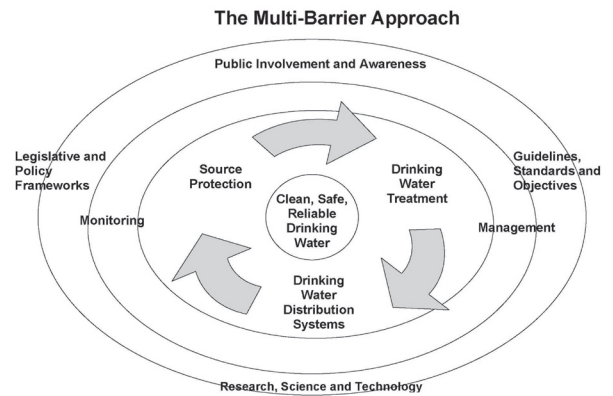 The Multi-Barrier Approach
Public Involvement and Awareness
Legislative and
Policy
Frameworks
Guidelines,
Standards and
Objectives
Source
Protection
Drinking
Water
Treatment
Clean, Safe,
Reliable
Drinking
Water
Monitoring
Management
Drinking
Water
Distribution
Systems
Research, Science and Technology